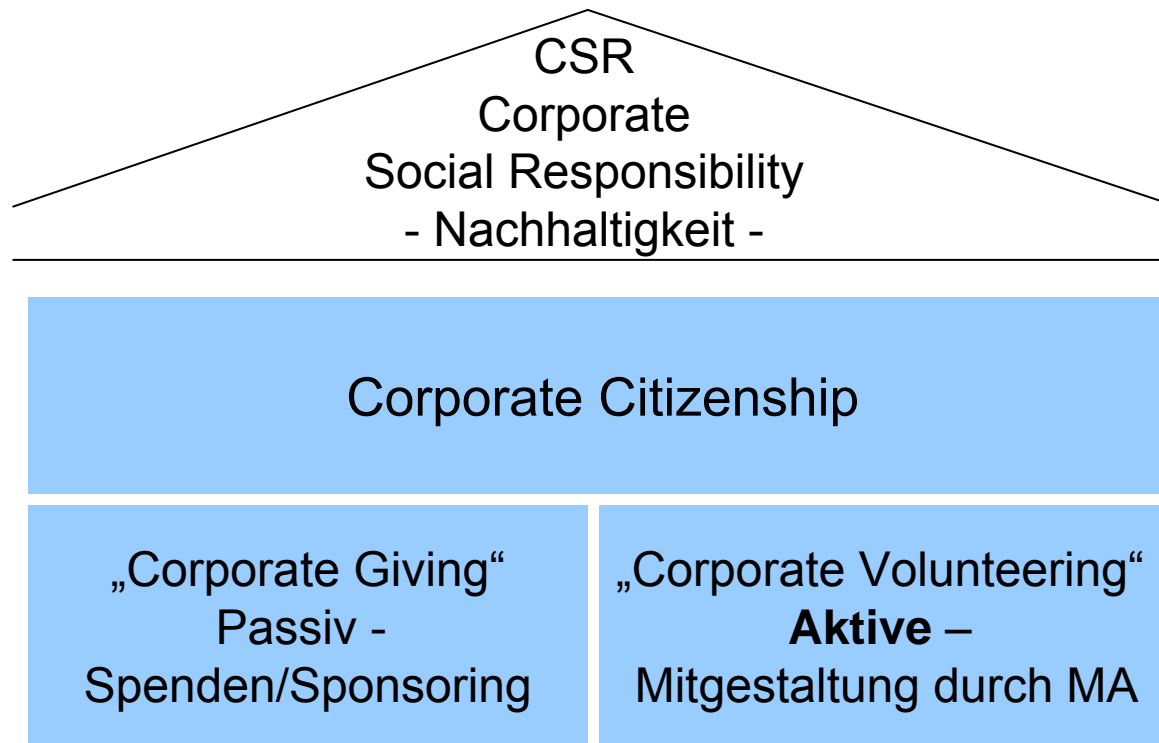 CSR
Corporate
Social Responsibility
- Nachhaltigkeit -
Corporate Citizenship
„Corporate Giving“
Passiv -
Spenden/Sponsoring
„Corporate Volunteering“
Aktive –
Mitgestaltung durch MA